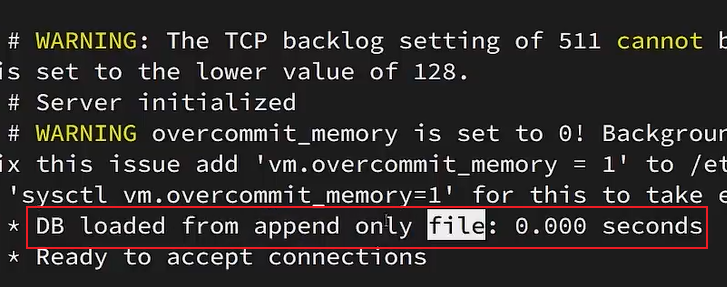 # WARNING: The TCP backlog setting of 511 cannot b
is set to the lower value of 128.
# Server initialized
# WARNING overcommit_memory is set to 0! Backgroun
ix this issue add 'vm.overcommit_memory = 1' to /et
'sysctl vm.overcommit_memory=1' for this to take e
* DB loaded from append only file: 0.000 seconds
* Ready to accept connections